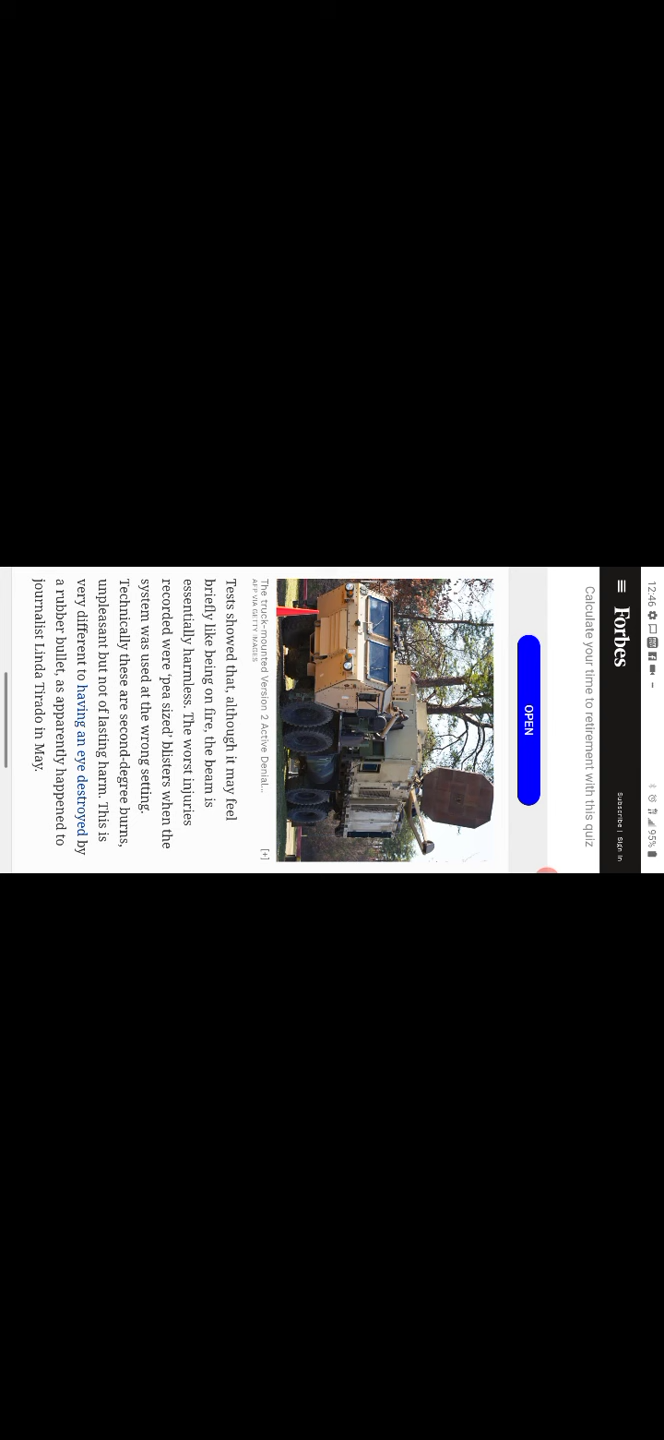 12:46
95%
Forbes
Subscribe | Sign In
Calculate your time to retirement with this quiz
OPEN
The truck-mounted Version 2 Active Denial... [+]
AFP VIA GETTY IMAGES
Tests showed that, although it may feel
briefly like being on fire, the beam is
essentially harmless. The worst injuries
recorded were 'pea sized' blisters when the
system was used at the wrong setting.
Technically these are second-degree burns,
unpleasant but not of lasting harm. This is
very different to having an eye destroyed by
a rubber bullet, as apparently happened to
journalist Linda Tirado in May.